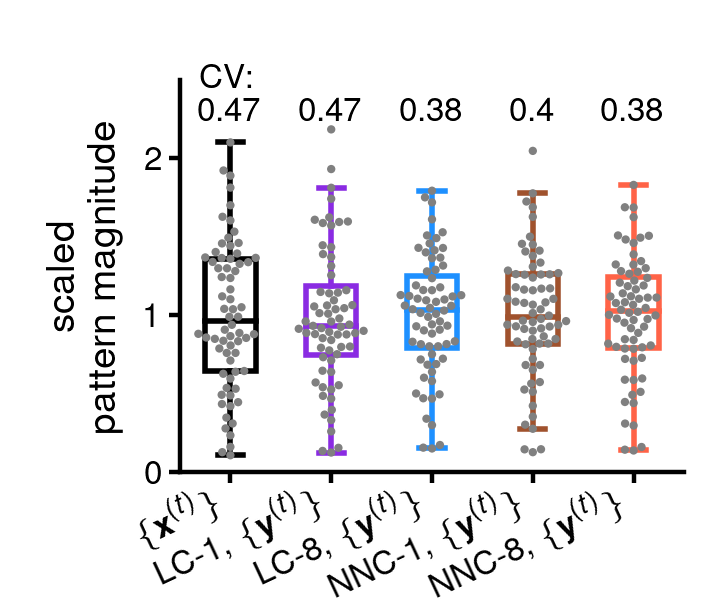 CV:
0.47 0.47 0.38 0.4 0.38
2
1
0
scaled
pattern magnitude
{x^(t)}
LC-1, {y^(t)}
LC-8, {y^(t)}
NNC-1, {y^(t)}
NNC-8, {y^(t)}